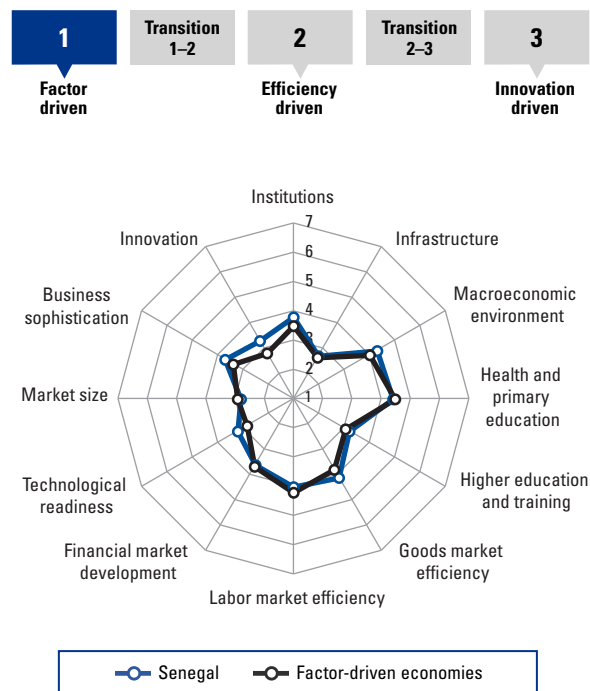 1
Transition
1–2
2
Transition
2–3
3
Factor
driven
Efficiency
driven
Innovation
driven
Institutions
7
Innovation
Infrastructure
6
5
Business
sophistication
Macroeconomic
environment
4
3
2
Market size
1
Health and
primary
education
Technological
readiness
Higher education
and training
Financial market
development
Goods market
efficiency
Labor market efficiency
Senegal
Factor-driven economies